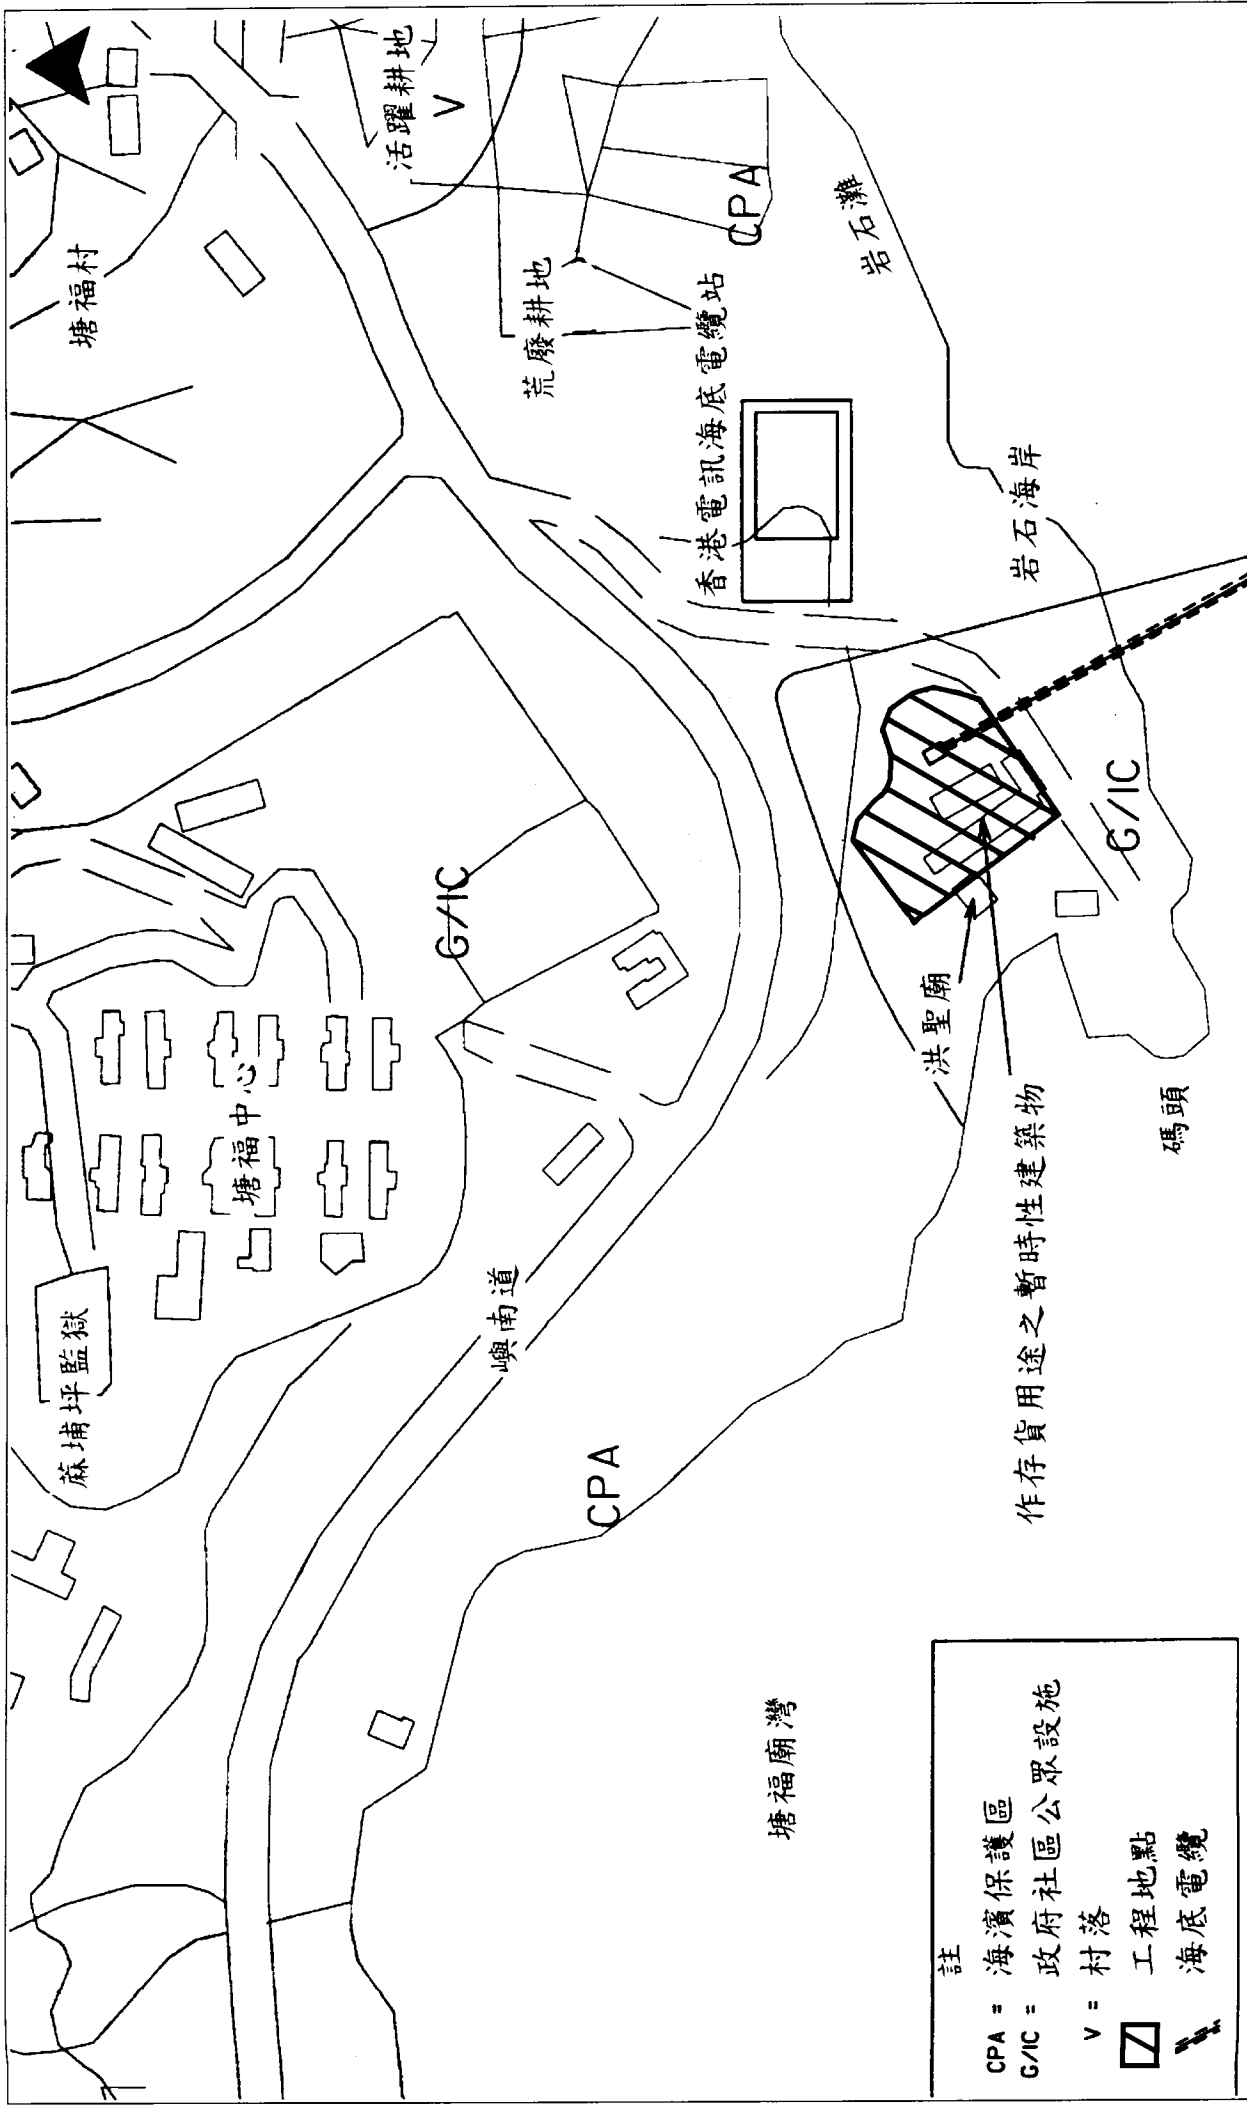 蔴埔坪監獄
塘福中心
塘福村
活躍耕地
V
荒廢耕地
G/IC
嶼南道
CPA
香港電訊海底電纜站
CPA
岩石灘
岩石海岸
塘福廟灣
洪聖廟
作存貨用途之暫時性建築物
G/IC
碼頭
註
CPA = 海濱保護區
G/IC = 政府社區公眾設施
V = 村落
工程地點
海底電纜